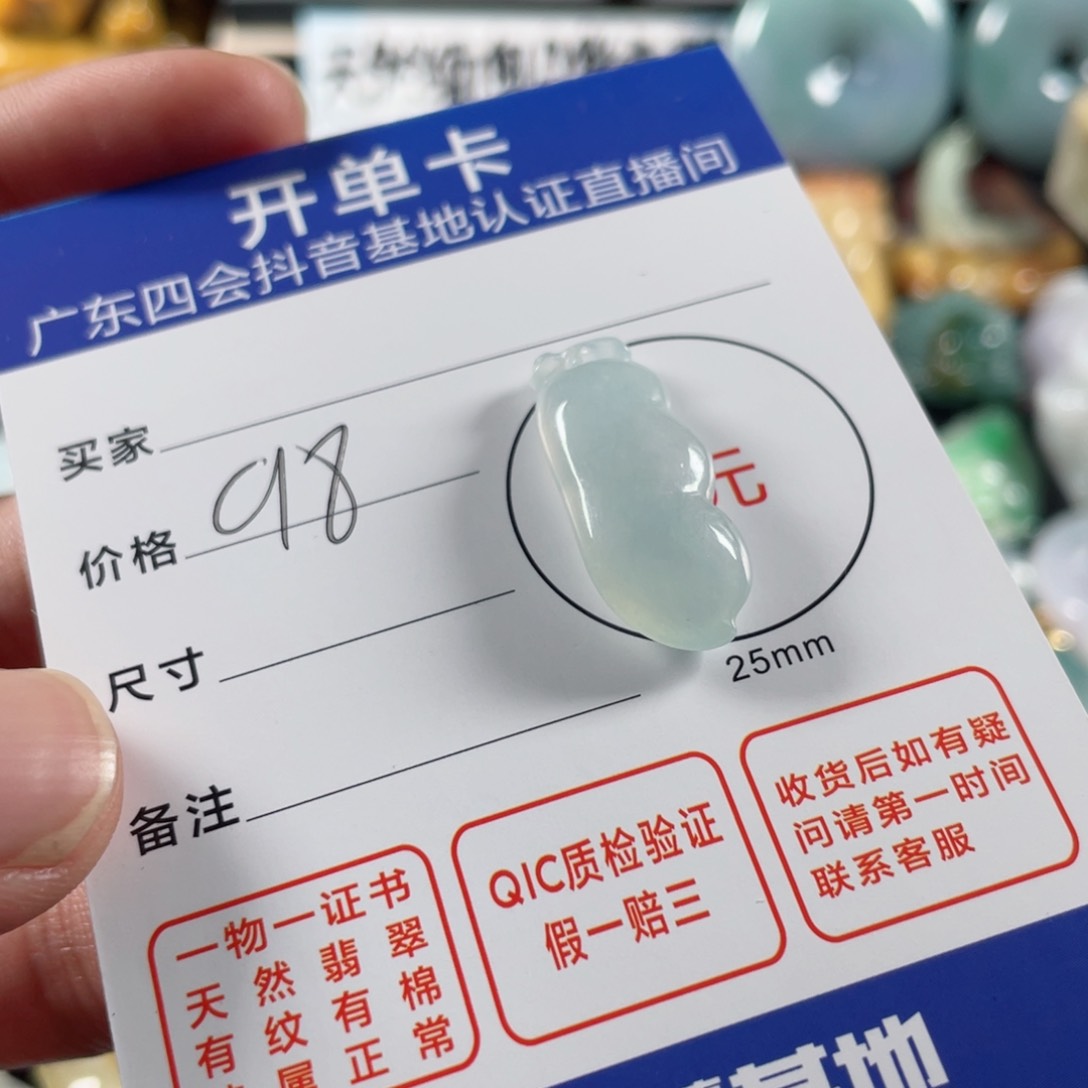 开单卡
广东四会抖音基地认证直播间
买家
价格 98
元
尺寸
25mm
备注
一物一证书
天然翡翠
有纹有棉
属正常
QIC质检验证
假一赔三
收货后如有疑
问请第一时间
联系客服
基地